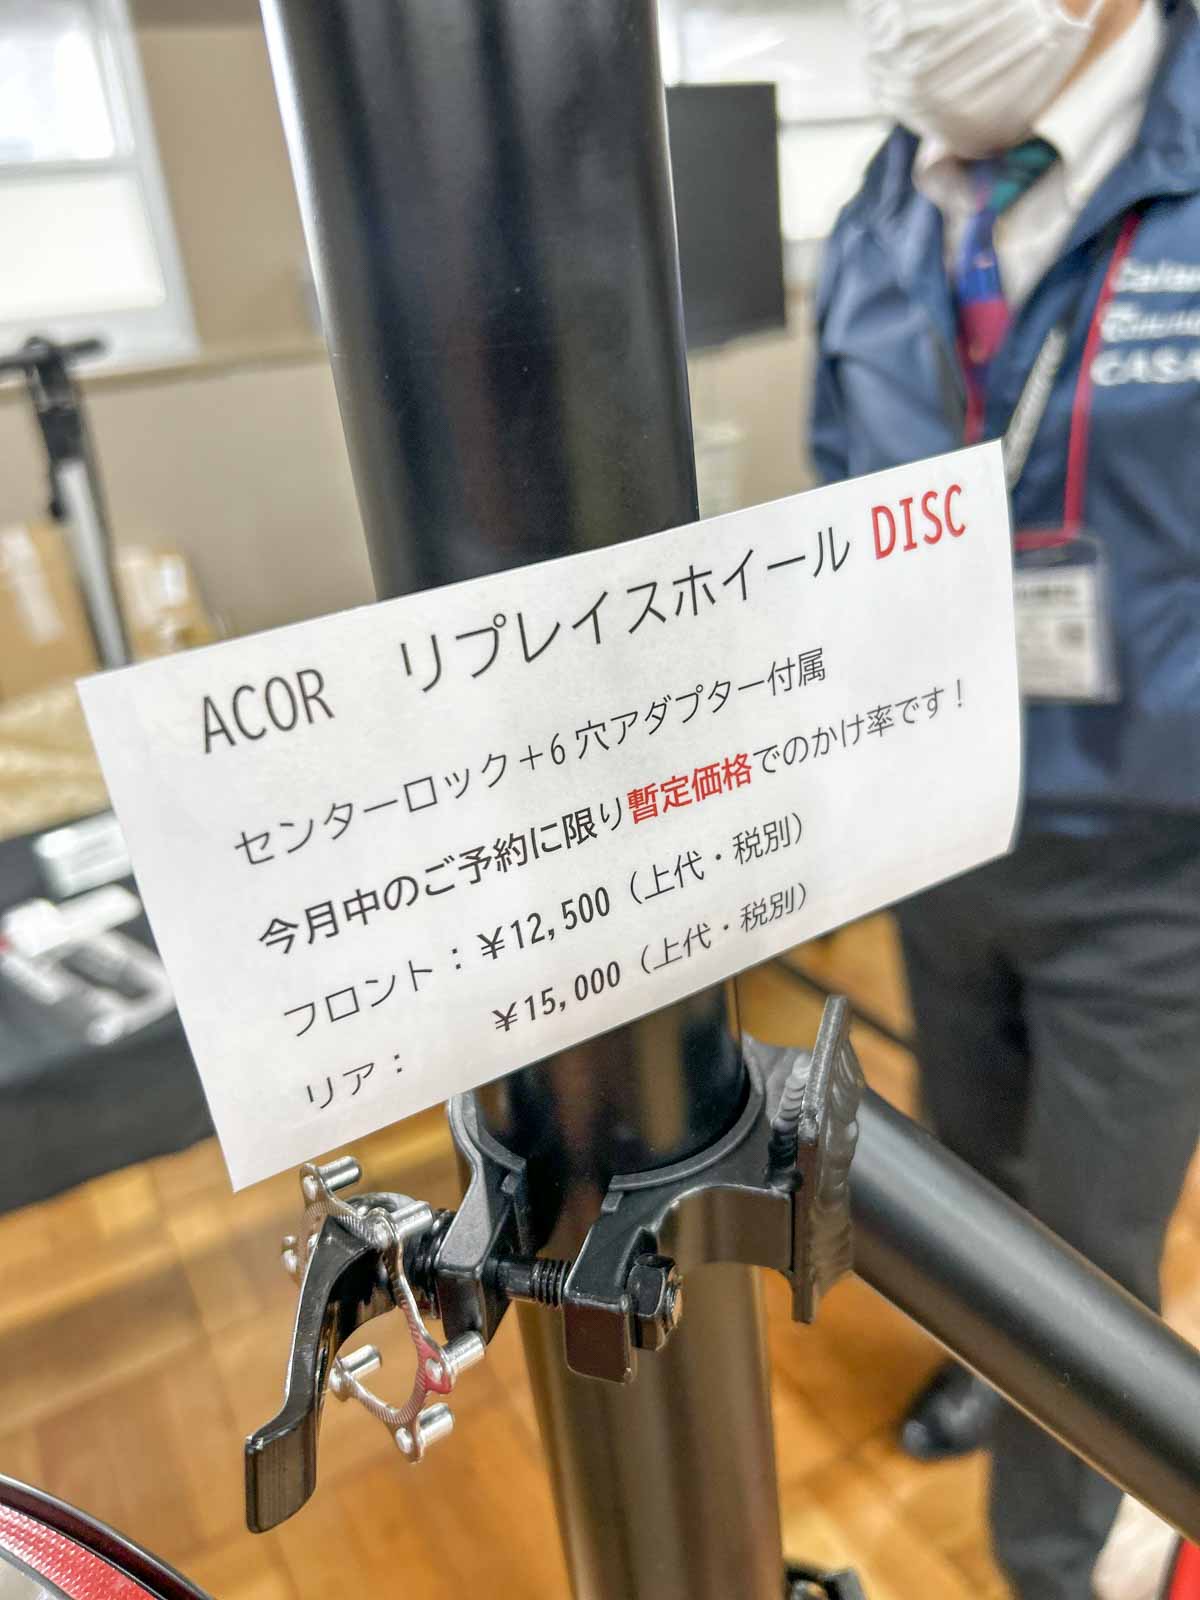 ACOR リプレイスホイール DISC
センターロック＋6穴アダプター付属
今月中のご予約に限り暫定価格でのかけ率です！
フロント：￥12,500（上代・税別）
リア： ￥15,000（上代・税別）
CASA